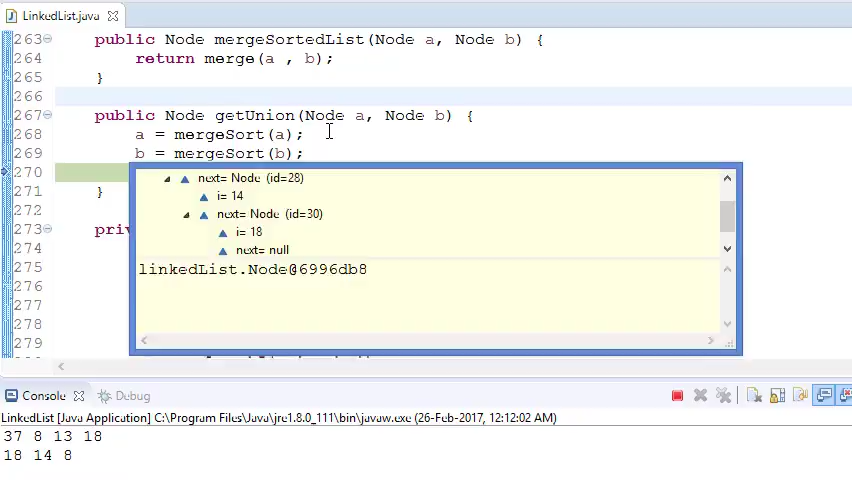 LinkedList.java
263 public Node mergeSortedList(Node a, Node b) {
264 return merge(a , b);
265 }
266
267 public Node getUnion(Node a, Node b) {
268 a = mergeSort(a);
269 b = mergeSort(b);
270
next= Node (id=28)
271 }
i= 14
272
next= Node (id=30)
273
i= 18
next= null
275
linkedList.Node@6996db8
276
277
278
279
Console Debug
LinkedList [Java Application] C:\Program Files\Java\jre1.8.0_111\bin\javaw.exe (26-Feb-2017, 12:12:02 AM)
37 8 13 18
18 14 8